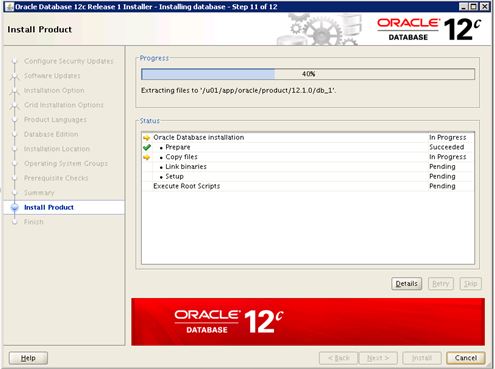 Oracle Database 12c Release 1 Installer - Installing database - Step 11 of 12
Install Product
ORACLE
DATABASE 12c
Configure Security Updates
Software Updates
Installation Option
Grid Installation Options
Product Languages
Database Edition
Installation Location
Operating System Groups
Prerequisite Checks
Summary
Install Product
Finish
Progress
40%
Extracting files to '/u01/app/oracle/product/12.1.0/db_1'.
Status
Oracle Database installation In Progress
• Prepare Succeeded
• Copy files In Progress
• Link binaries Pending
• Setup Pending
Execute Root Scripts Pending
Details Retry Skip
ORACLE
DATABASE 12c
Help < Back Next > Install Cancel